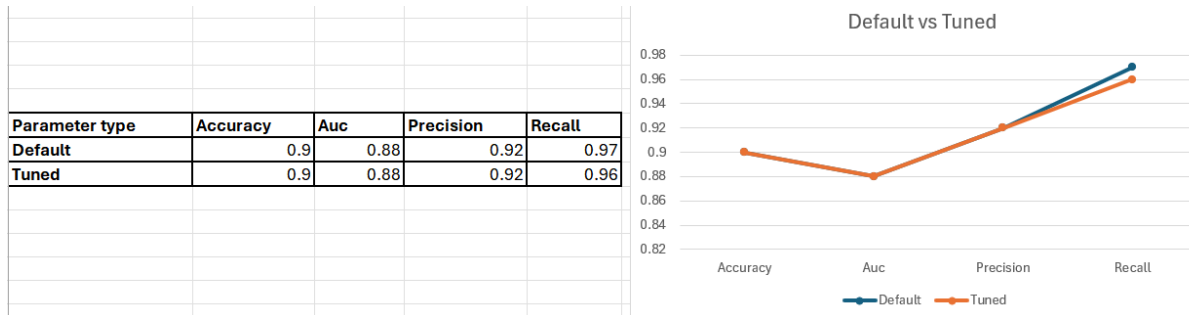 Parameter type Accuracy Auc Precision Recall
Default 0.9 0.88 0.92 0.97
Tuned 0.9 0.88 0.92 0.96
Default vs Tuned
0.98
0.96
0.94
0.92
0.9
0.88
0.86
0.84
0.82
Accuracy Auc Precision Recall
Default Tuned